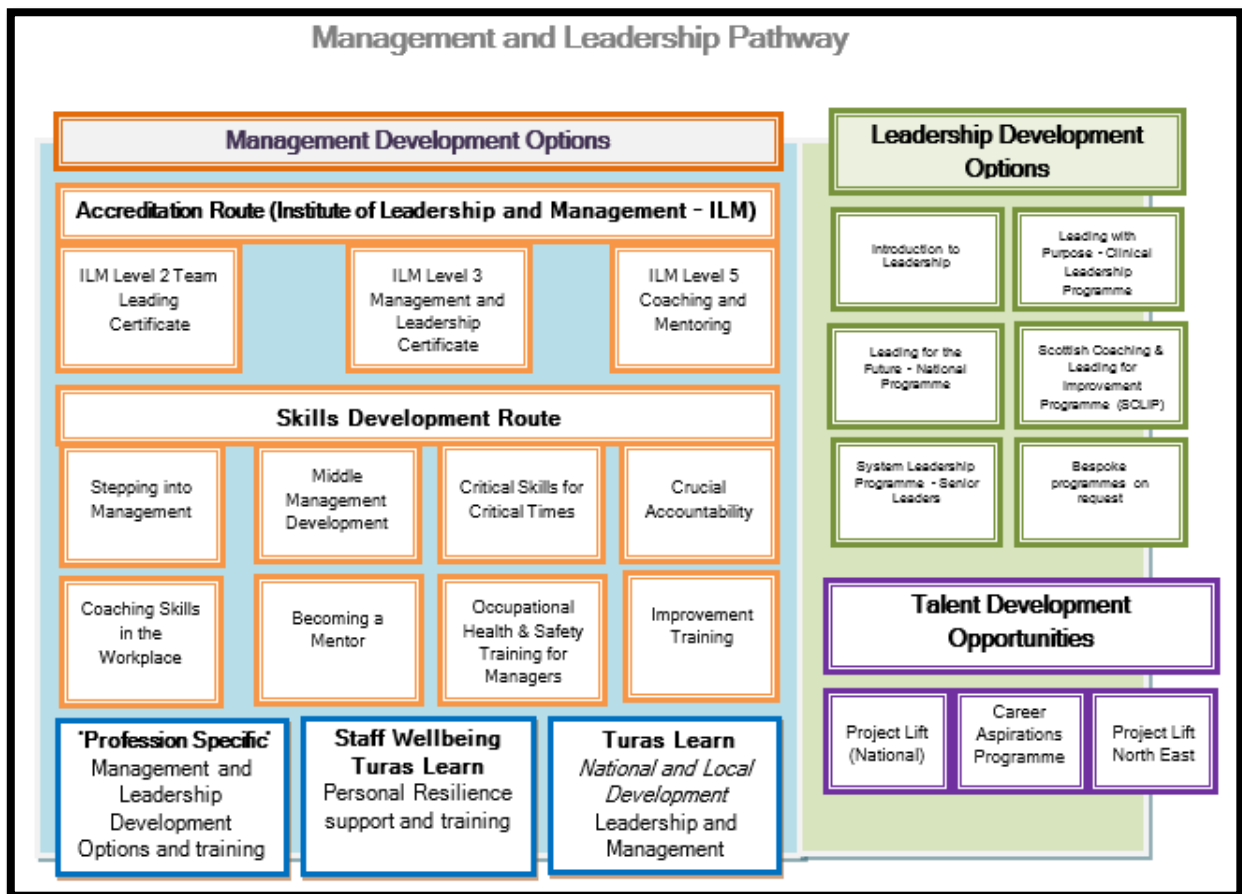 Management and Leadership Pathway
Management Development Options
Accreditation Route (Institute of Leadership and Management - ILM)
ILM Level 2 Team
Leading
Certificate
ILM Level 3
Management and
Leadership
Certificate
ILM Level 5
Coaching and
Mentoring
Skills Development Route
Stepping into
Management
Middle
Management
Development
Critical Skills for
Critical Times
Crucial
Accountability
Coaching Skills
in the
Workplace
Becoming a
Mentor
Occupational
Health & Safety
Training for
Managers
Improvement
Training
'Profession Specific'
Management and
Leadership
Development
Options and training
Staff Wellbeing
Turas Learn
Personal Resilience
support and training
Turas Learn
National and Local
Development
Leadership and
Management
Leadership Development
Options
Introduction to
Leadership
Leading with
Purpose - Clinical
Leadership
Programme
Leading for the
Future - National
Programme
Scottish Coaching &
Leading for
Improvement
Programme (SCLIP)
System Leadership
Programme - Senior
Leaders
Bespoke
programmes on
request
Talent Development
Opportunities
Project Lift
(National)
Career
Aspirations
Programme
Project Lift
North East